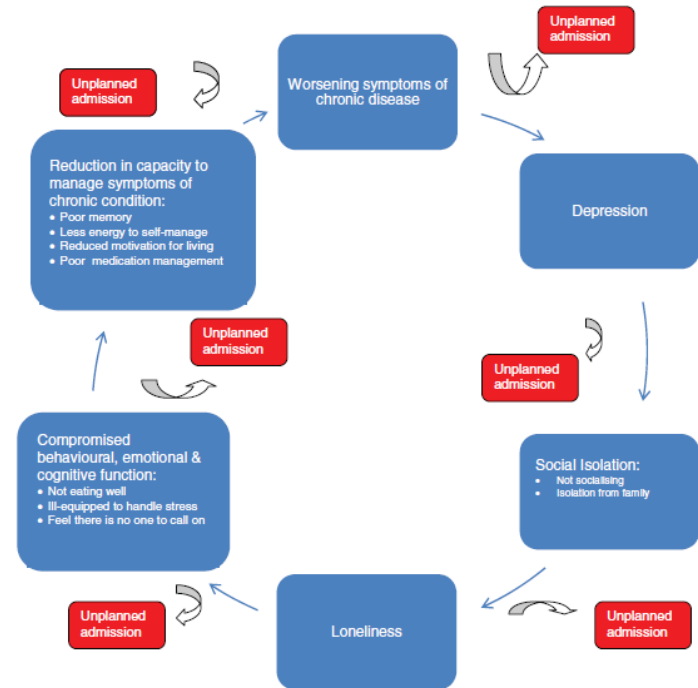 Unplanned
admission
Worsening symptoms of
chronic disease
Unplanned
admission
Depression
Unplanned
admission
Social Isolation:
• Not socialising
• Isolation from family
Unplanned
admission
Loneliness
Unplanned
admission
Compromised
behavioural, emotional &
cognitive function:
• Not eating well
• Ill-equipped to handle stress
• Feel there is no one to call on
Unplanned
admission
Reduction in capacity to
manage symptoms of
chronic condition:
• Poor memory
• Less energy to self-manage
• Reduced motivation for living
• Poor medication management